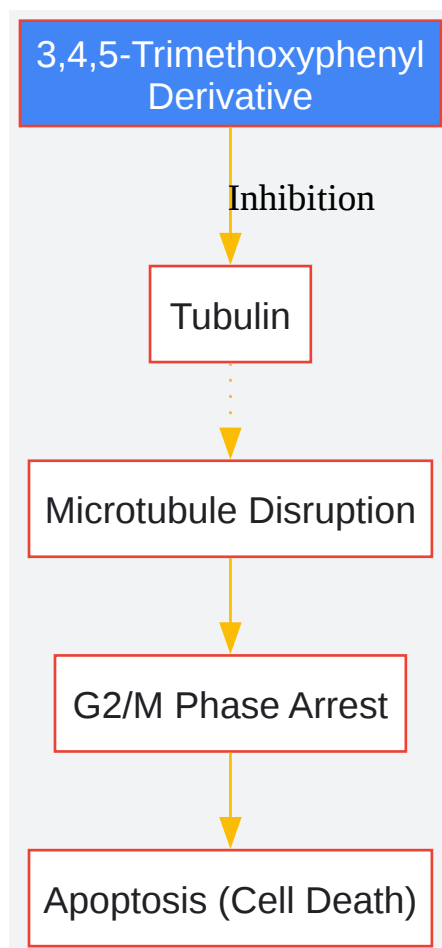 3,4,5-Trimethoxyphenyl
Derivative
Inhibition
Tubulin
Microtubule Disruption
G2/M Phase Arrest
Apoptosis (Cell Death)